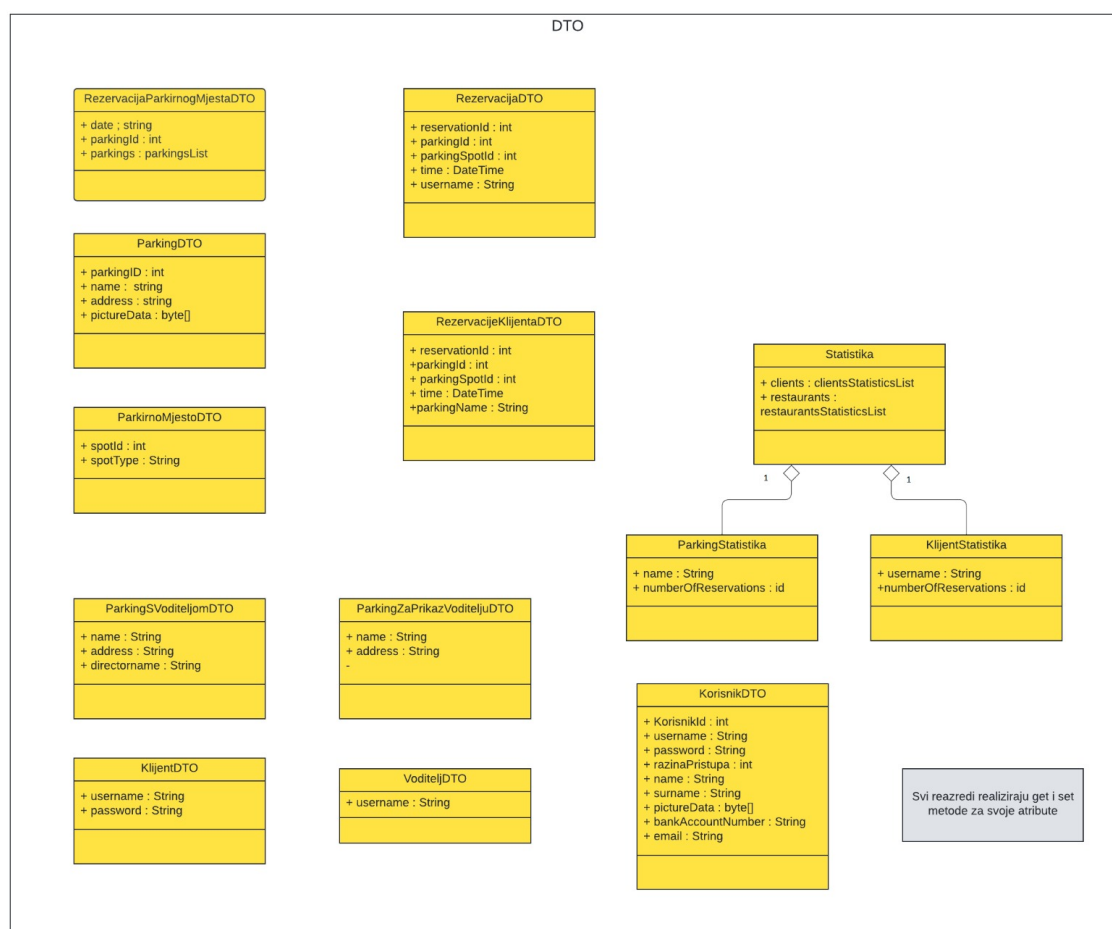 DTO
RezervacijaParkirnogMjestaDTO
+ date ; string
+ parkingId : int
+ parkings : parkingsList
RezervacijaDTO
+ reservationId : int
+ parkingId : int
+ parkingSpotId : int
+ time : DateTime
+ username : String
ParkingDTO
+ parkingID : int
+ name : string
+ address : string
+ pictureData : byte[]
RezervacijeKlijentaDTO
+ reservationId : int
+parkingId : int
+ parkingSpotId : int
+ time : DateTime
+parkingName : String
Statistika
+ clients : clientsStatisticsList
+ restaurants :
restaurantsStatisticsList
ParkirnoMjestoDTO
+ spotId : int
+ spotType : String
1
1
ParkingStatistika
+ name : String
+ numberOfReservations : id
KlijentStatistika
+ username : String
+numberOfReservations : id
ParkingSVoditeljomDTO
+ name : String
+ address : String
+ directorname : String
ParkingZaPrikazVoditeljuDTO
+ name : String
+ address : String
-
KorisnikDTO
+ KorisnikId : int
+ username : String
+ password : String
+ razinaPristupa : int
+ name : String
+ surname : String
+ pictureData : byte[]
+ bankAccountNumber : String
+ email : String
KlijentDTO
+ username : String
+ password : String
VoditeljDTO
+ username : String
Svi reazredi realiziraju get i set
metode za svoje atribute